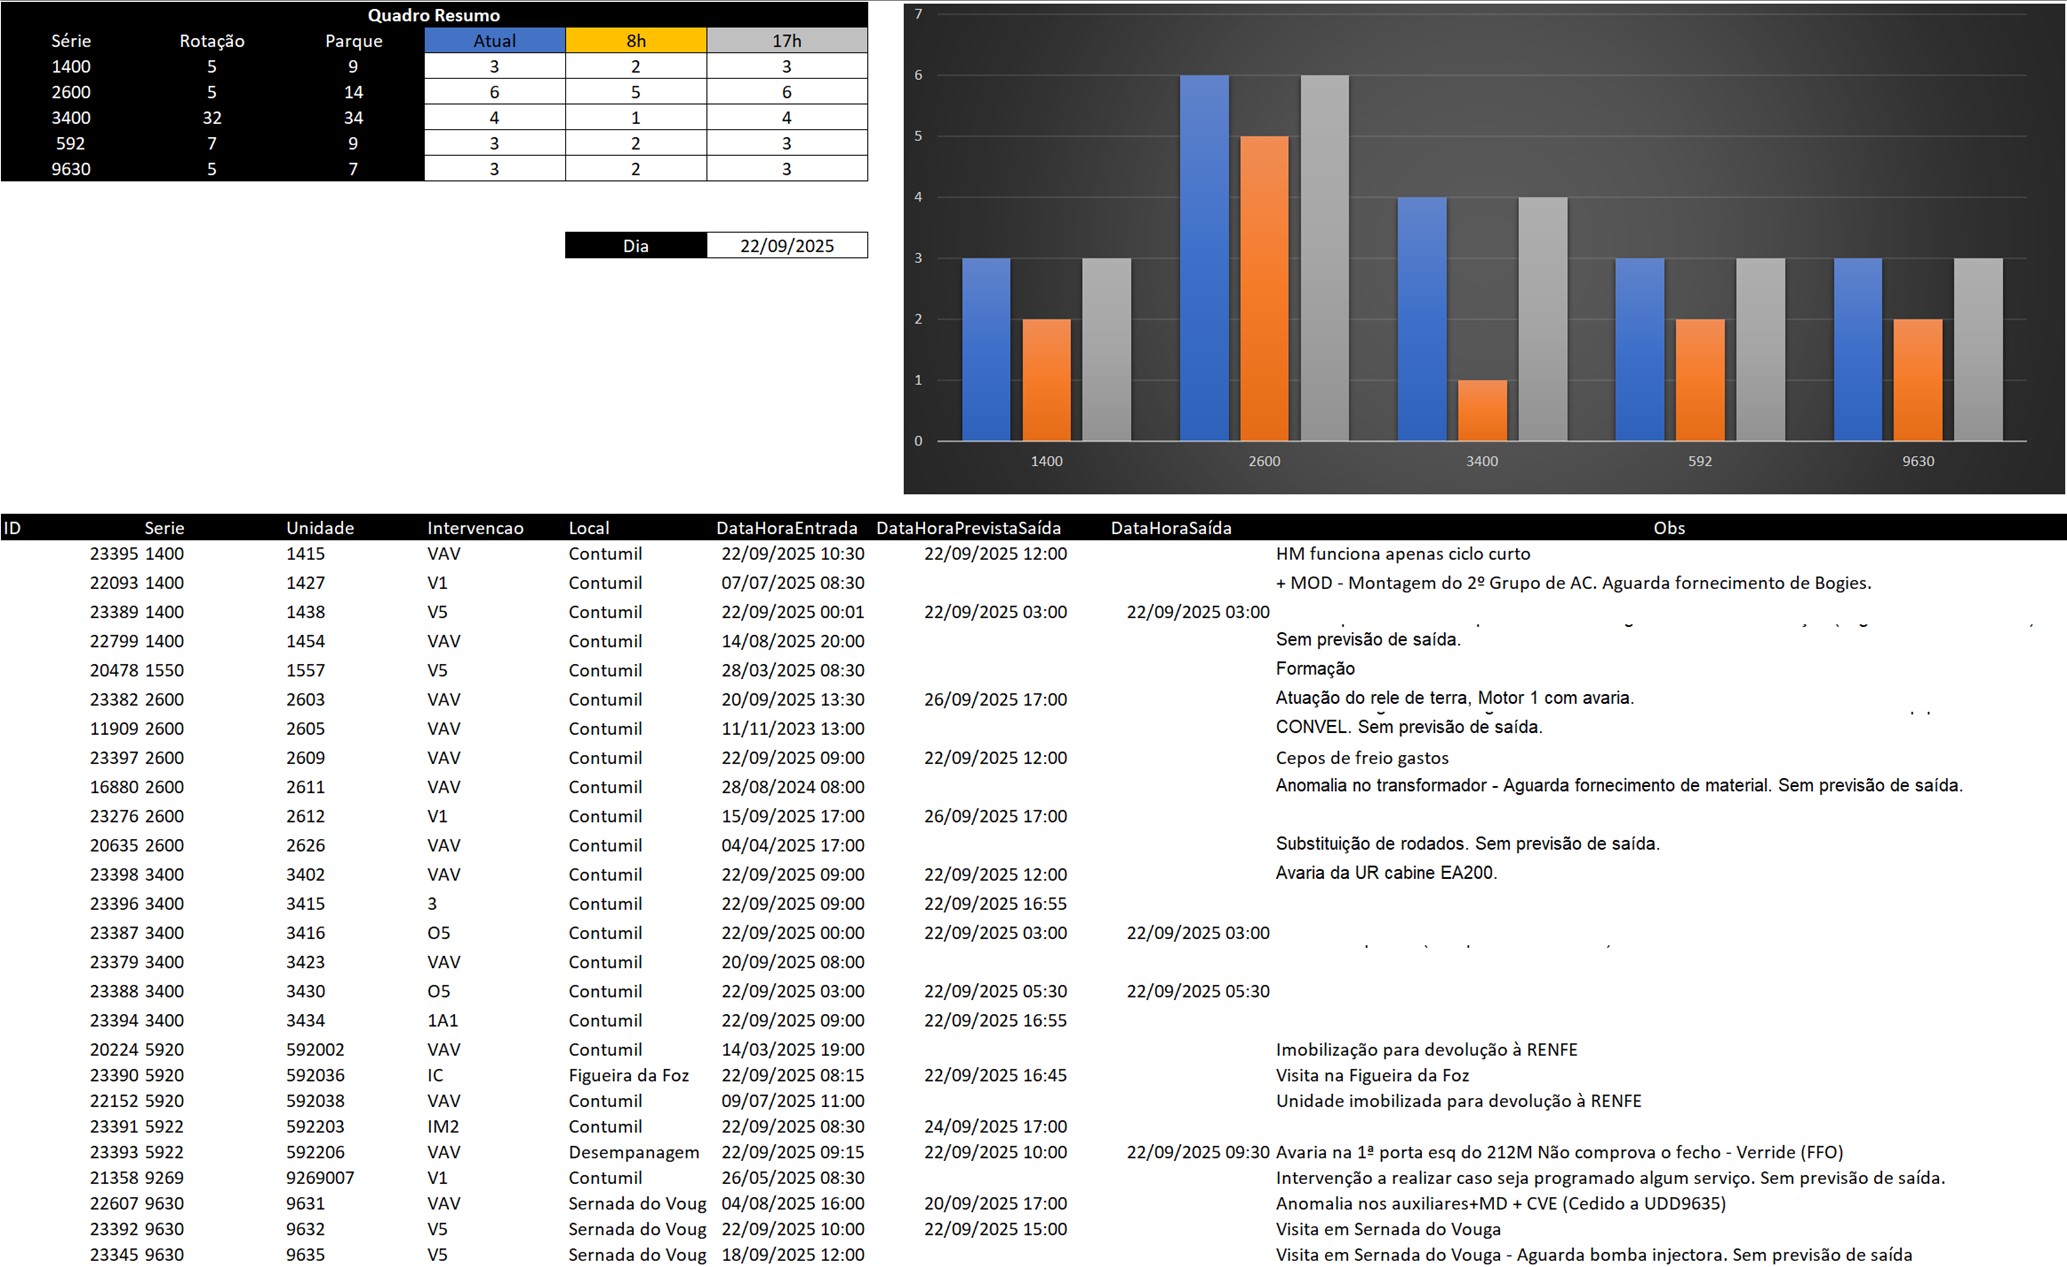 Quadro Resumo
Série Rotação Parque Atual 8h 17h
1400 5 9 3 2 3
2600 5 14 6 5 6
3400 32 34 4 1 4
592 7 9 3 2 3
9630 5 7 3 2 3
Dia 22/09/2025
7
6
5
4
3
2
1
0
1400 2600 3400 592 9630
ID Serie Unidade Intervencao Local DataHoraEntrada DataHoraPrevistaSaída DataHoraSaída Obs
23395 1400 1415 VAV Contumil 22/09/2025 10:30 22/09/2025 12:00 HM funciona apenas ciclo curto
22093 1400 1427 V1 Contumil 07/07/2025 08:30 + MOD - Montagem do 2º Grupo de AC. Aguarda fornecimento de Bogies.
23389 1400 1438 V5 Contumil 22/09/2025 00:01 22/09/2025 03:00 22/09/2025 03:00
22799 1400 1454 VAV Contumil 14/08/2025 20:00 Sem previsão de saída.
20478 1550 1557 V5 Contumil 28/03/2025 08:30 Formação
23382 2600 2603 VAV Contumil 20/09/2025 13:30 26/09/2025 17:00 Atuação do rele de terra, Motor 1 com avaria.
11909 2600 2605 VAV Contumil 11/11/2023 13:00 CONVEL. Sem previsão de saída.
23397 2600 2609 VAV Contumil 22/09/2025 09:00 22/09/2025 12:00 Cepos de freio gastos
16880 2600 2611 VAV Contumil 28/08/2024 08:00 Anomalia no transformador - Aguarda fornecimento de material. Sem previsão de saída.
23276 2600 2612 V1 Contumil 15/09/2025 17:00 26/09/2025 17:00
20635 2600 2626 VAV Contumil 04/04/2025 17:00 Substituição de rodados. Sem previsão de saída.
23398 3400 3402 VAV Contumil 22/09/2025 09:00 22/09/2025 12:00 Avaria da UR cabine EA200.
23396 3400 3415 3 Contumil 22/09/2025 09:00 22/09/2025 16:55
23387 3400 3416 O5 Contumil 22/09/2025 00:00 22/09/2025 03:00 22/09/2025 03:00
23379 3400 3423 VAV Contumil 20/09/2025 08:00
23388 3400 3430 O5 Contumil 22/09/2025 03:00 22/09/2025 05:30 22/09/2025 05:30
23394 3400 3434 1A1 Contumil 22/09/2025 09:00 22/09/2025 16:55
20224 5920 592002 VAV Contumil 14/03/2025 19:00 Imobilização para devolução à RENFE
23390 5920 592036 IC Figueira da Foz 22/09/2025 08:15 22/09/2025 16:45 Visita na Figueira da Foz
22152 5920 592038 VAV Contumil 09/07/2025 11:00 Unidade imobilizada para devolução à RENFE
23391 5922 592203 IM2 Contumil 22/09/2025 08:30 24/09/2025 17:00
23393 5922 592206 VAV Desempanagem 22/09/2025 09:15 22/09/2025 10:00 22/09/2025 09:30 Avaria na 1ª porta esq do 212M Não comprova o fecho - Verride (FFO)
21358 9269 9269007 V1 Contumil 26/05/2025 08:30 Intervenção a realizar caso seja programado algum serviço. Sem previsão de saída.
22607 9630 9631 VAV Sernada do Voug 04/08/2025 16:00 20/09/2025 17:00 Anomalia nos auxiliares+MD + CVE (Cedido a UDD9635)
23392 9630 9632 V5 Sernada do Voug 22/09/2025 10:00 22/09/2025 15:00 Visita em Sernada do Vouga
23345 9630 9635 V5 Sernada do Voug 18/09/2025 12:00 Visita em Sernada do Vouga - Aguarda bomba injectora. Sem previsão de saída